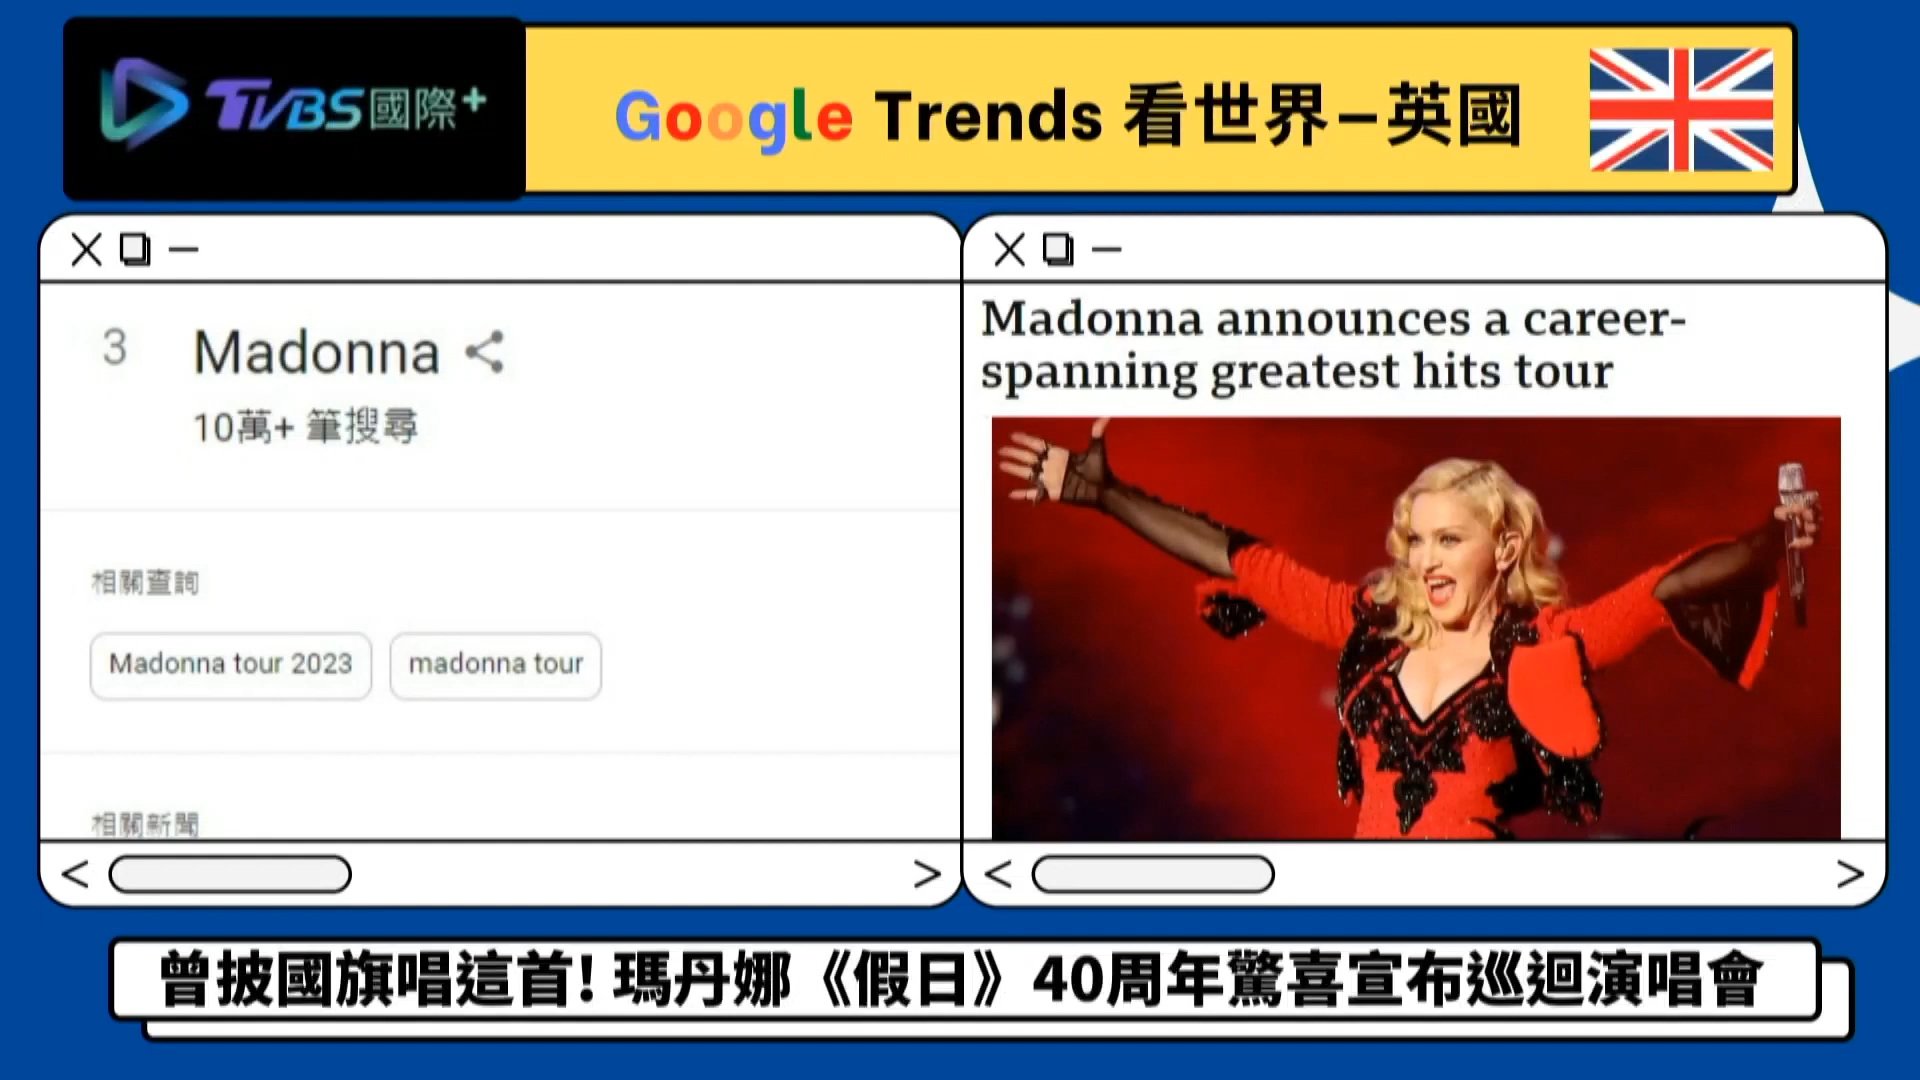 TVBS國際+
Google Trends 看世界－英國
3
Madonna
10萬+ 筆搜尋
相關查詢
Madonna tour 2023
madonna tour
相關新聞
Madonna announces a career-
spanning greatest hits tour
曾披國旗唱這首! 瑪丹娜《假日》40周年驚喜宣布巡迴演唱會